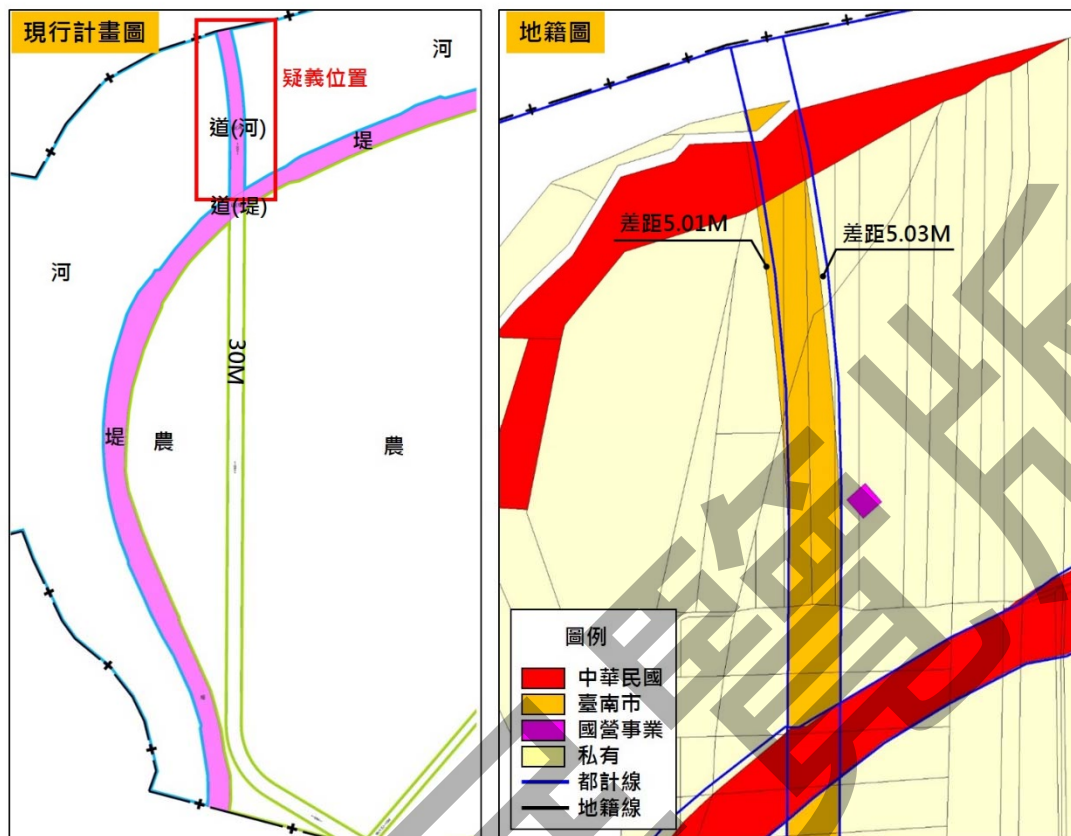 現行計畫圖
河
疑義位置
道(河)
堤
道(堤)
河
30M
堤
農
農
地籍圖
差距5.01M
差距5.03M
圖例
中華民國
臺南市
國營事業
私有
都計線
地籍線